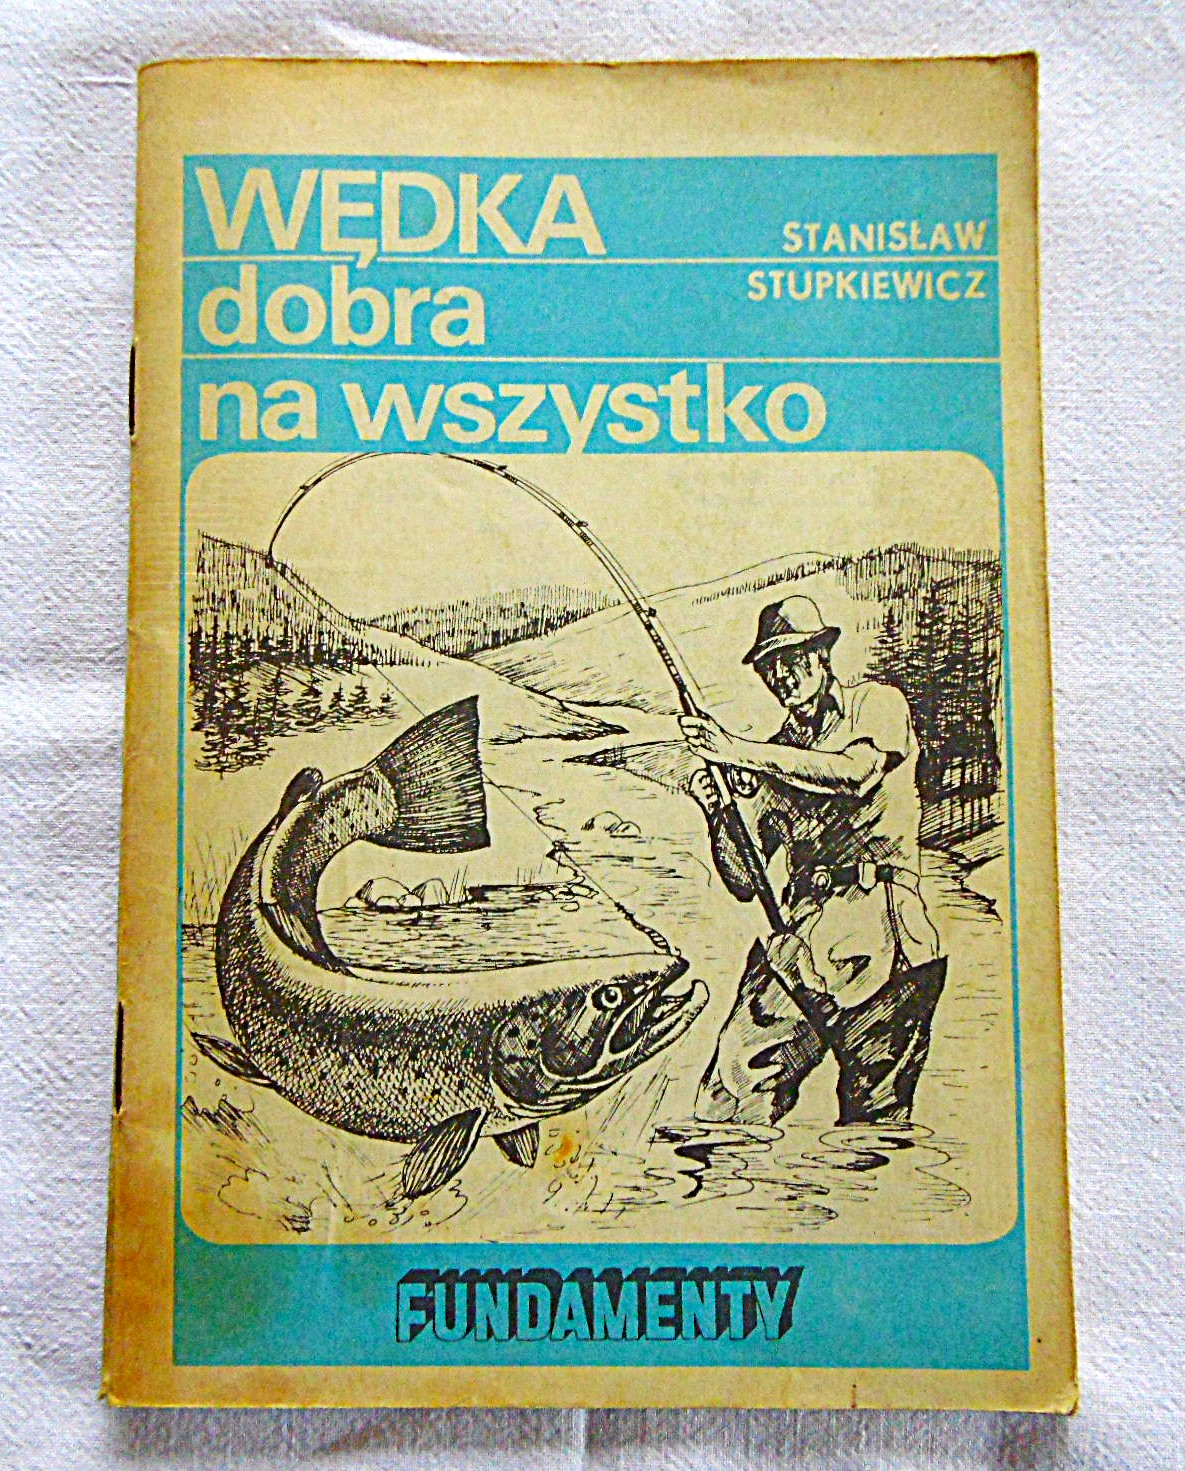 WĘDKA
STANISŁAW
dobra
STUPKIEWICZ
na wszystko
FUNDAMENTY